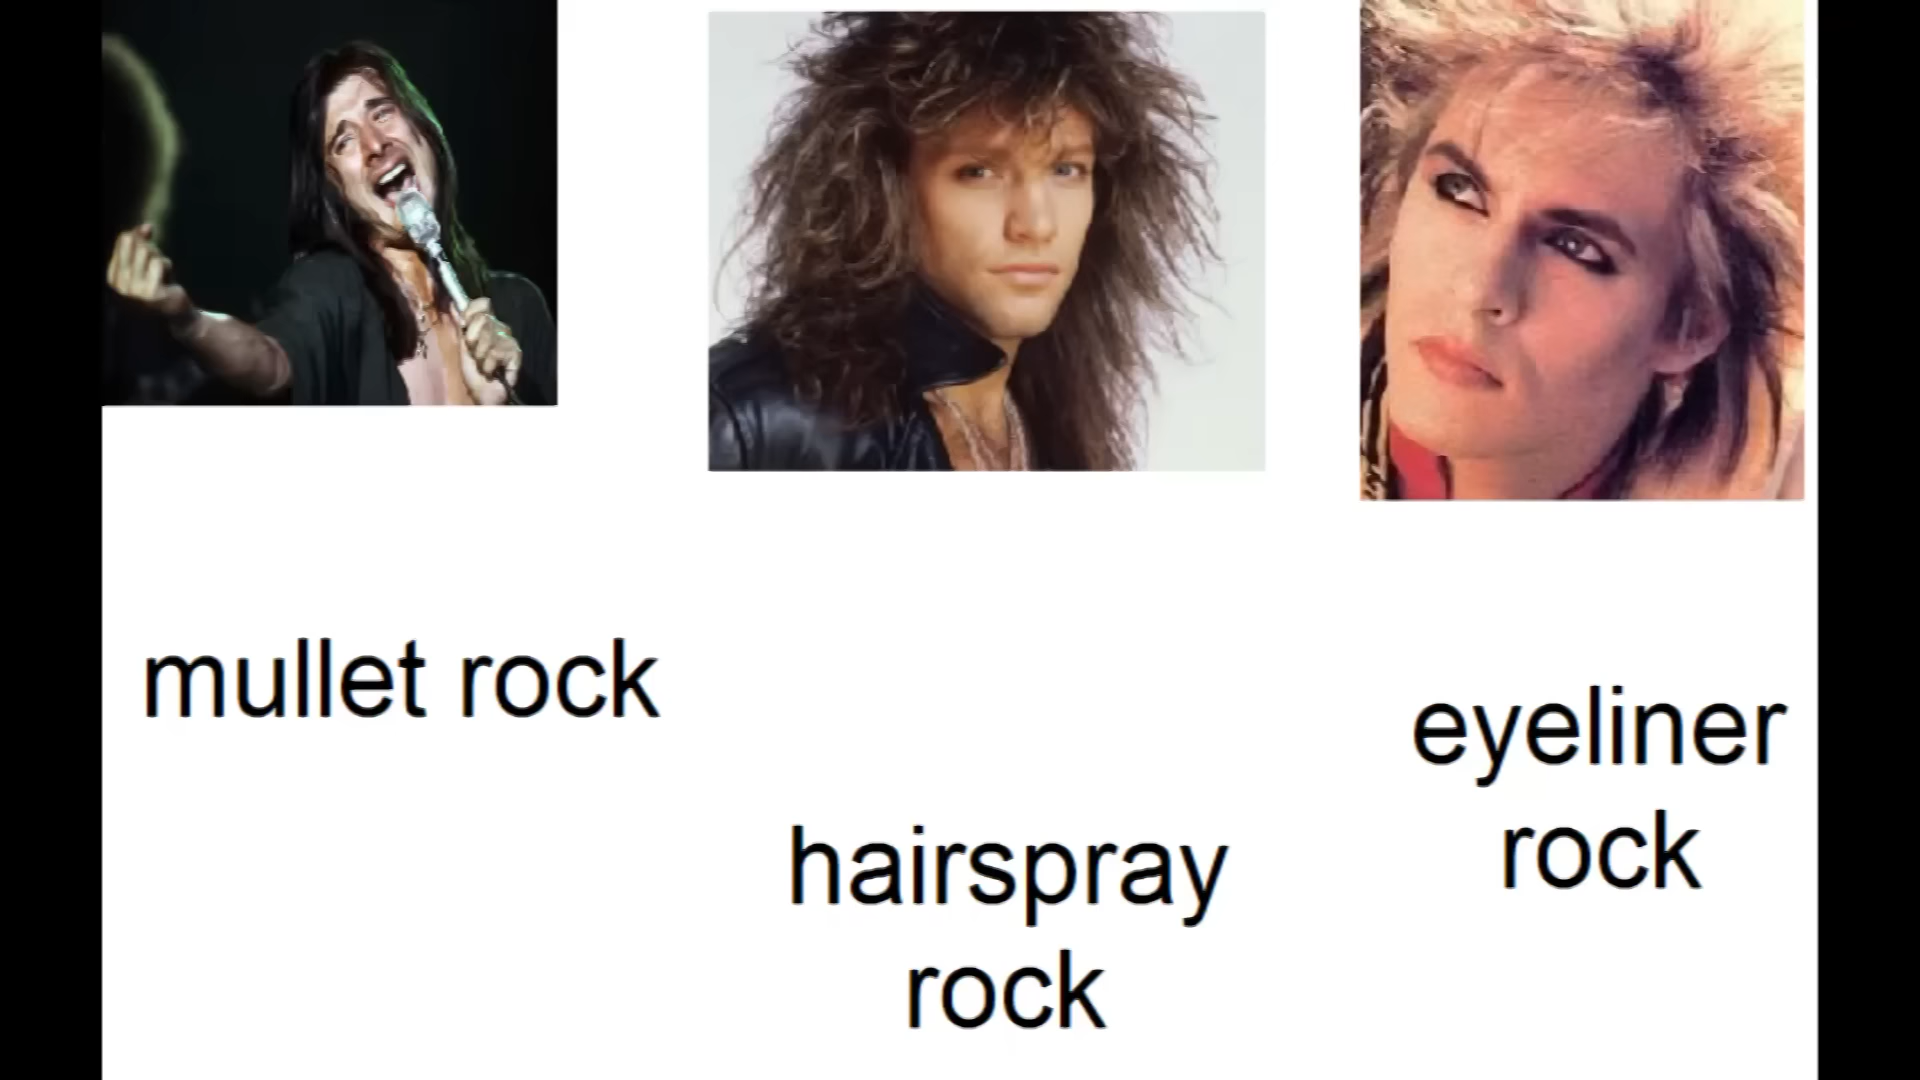 mullet rock
hairspray
rock
eyeliner
rock